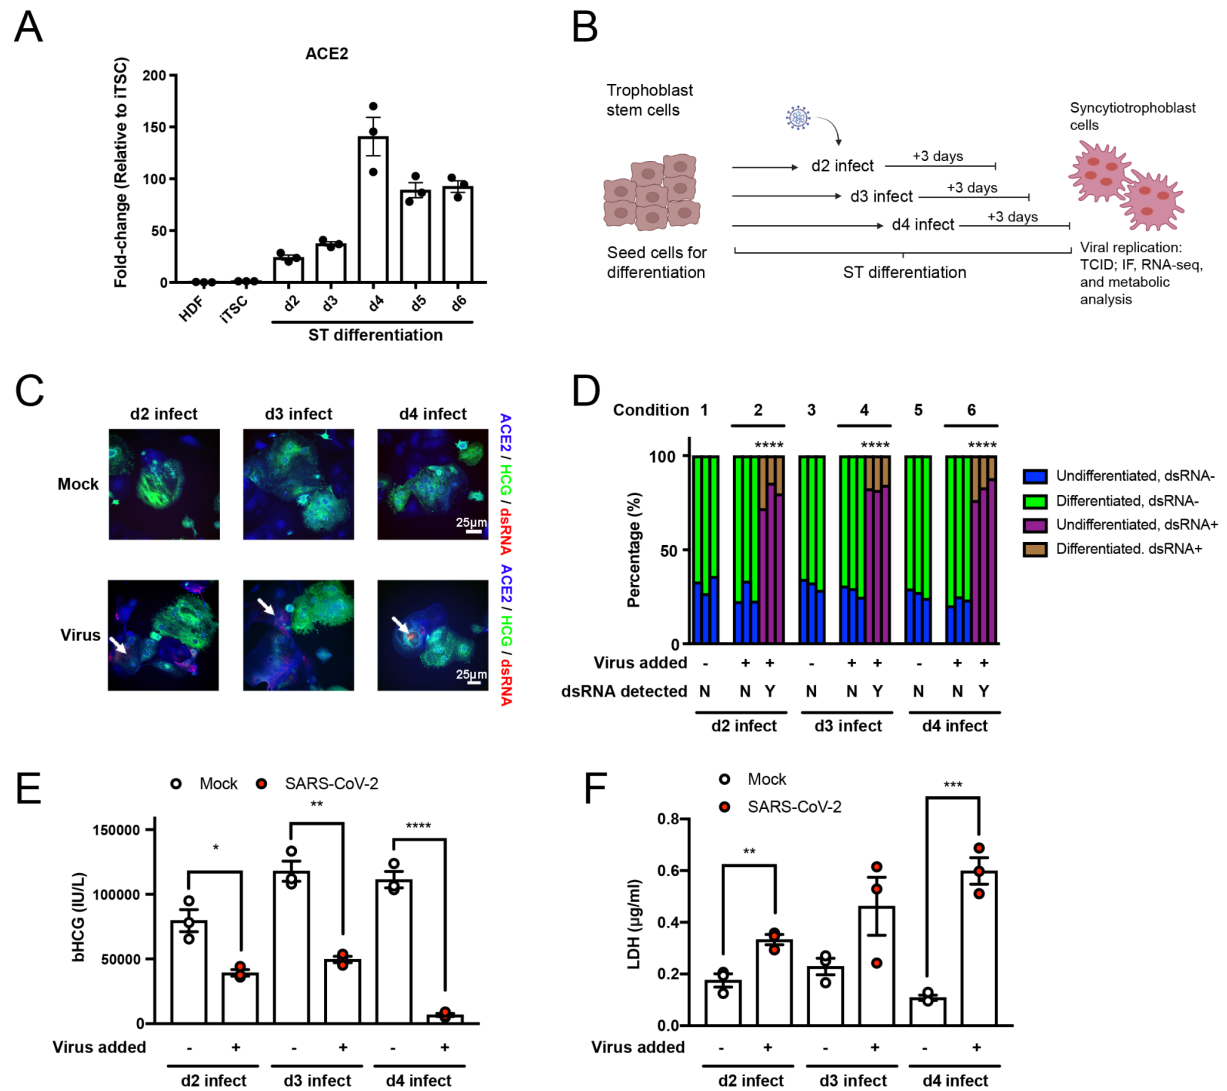 A
ACE2
Fold-change (Relative to iTSC)
200
150
100
50
0
HDF
iTSC
d2
d3
d4
d5
d6
ST differentiation
B
Trophoblast
stem cells
Seed cells for
differentiation
d2 infect
+3 days
d3 infect
+3 days
d4 infect
+3 days
ST differentiation
Syncytiotrophoblast
cells
Viral replication:
TCID; IF, RNA-seq,
and metabolic
analysis
C
d2 infect
d3 infect
d4 infect
Mock
25µm
ACE2 / HCG / dsRNA
Virus
25µm
ACE2 / HCG / dsRNA
D
Condition 1 2 3 4 5 6
**** **** ****
Percentage (%)
100
50
0
Virus added - + + - + + - + +
dsRNA detected N N Y N N Y N N Y
d2 infect d3 infect d4 infect
Undifferentiated, dsRNA-
Differentiated, dsRNA-
Undifferentiated, dsRNA+
Differentiated. dsRNA+
E
Mock SARS-CoV-2
bHCG (IU/L)
150000
100000
50000
0
* ** ****
Virus added - + - + - +
d2 infect d3 infect d4 infect
F
Mock
SARS-CoV-2
LDH (µg/ml)
0.8
0.6
0.4
0.2
0.0
** ***
Virus added - + - + - +
d2 infect d3 infect d4 infect